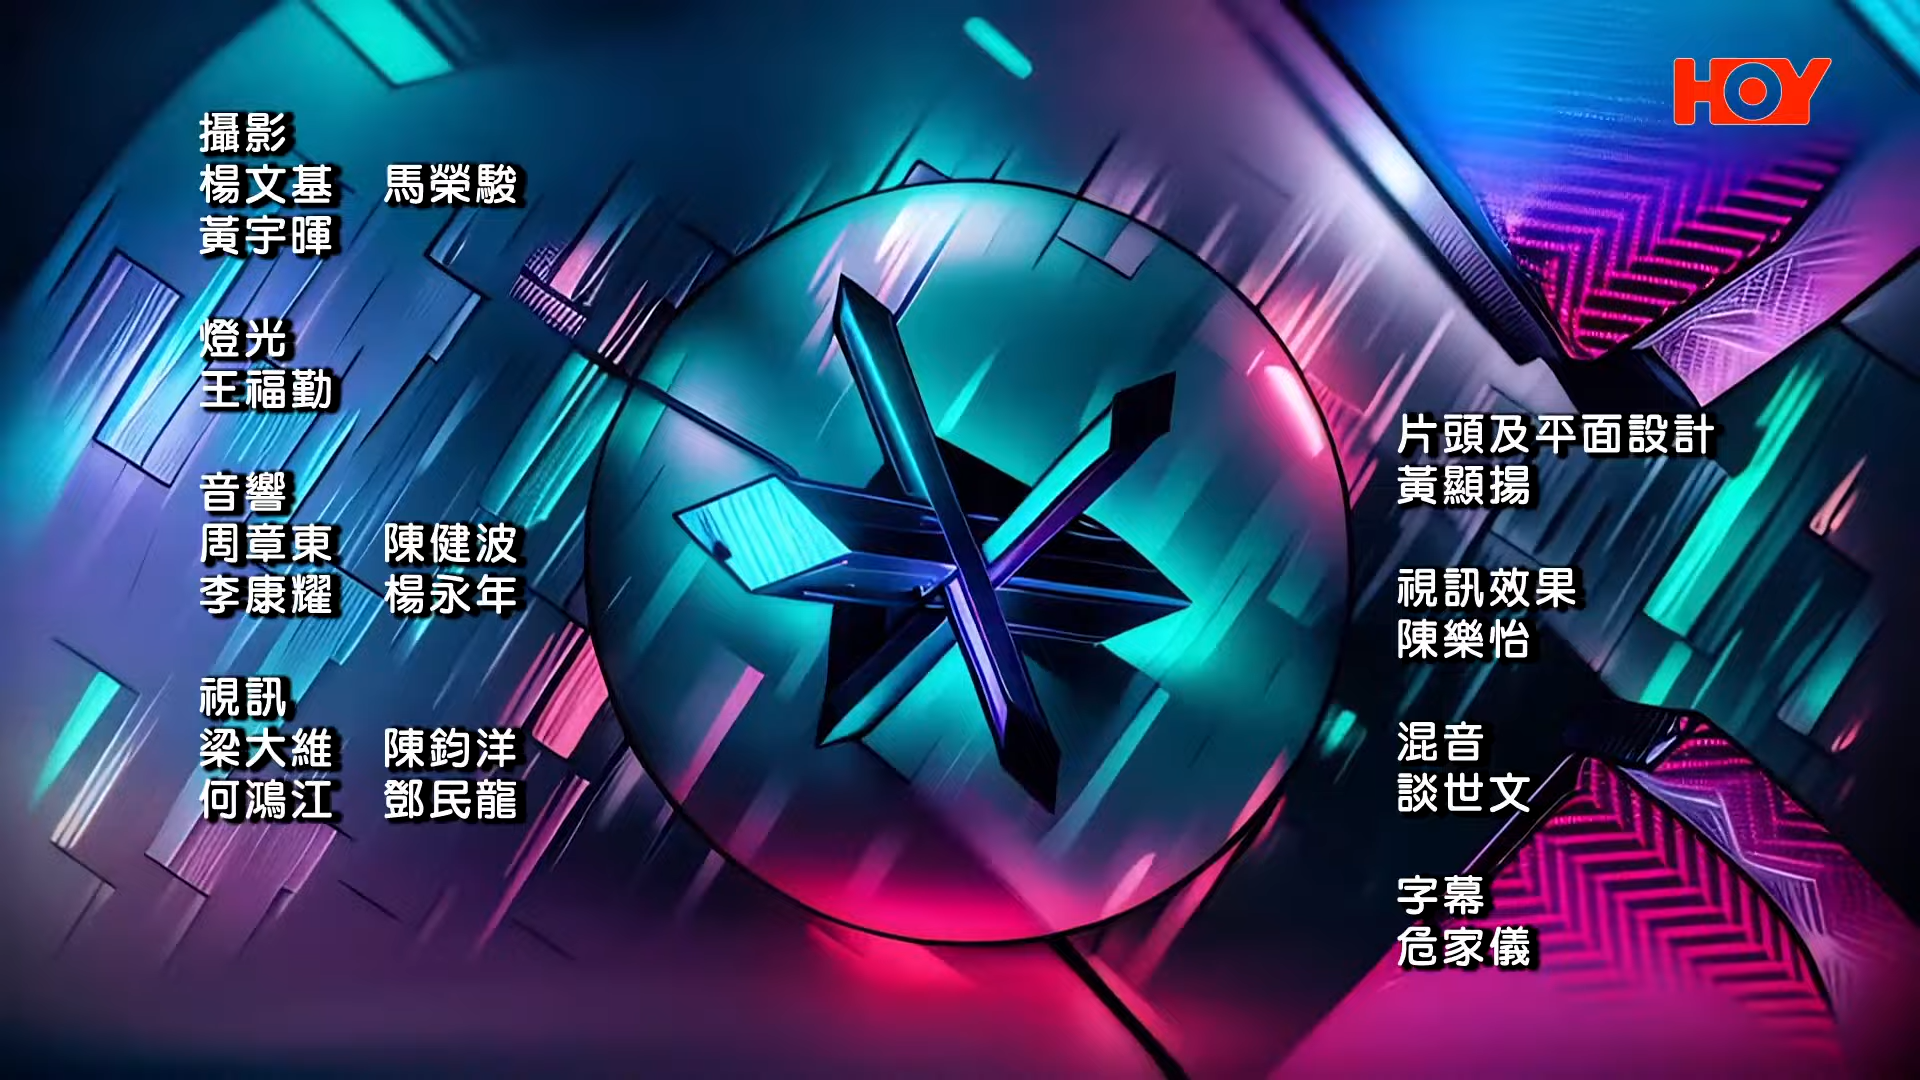 HOY
攝影
楊文基 馬榮駿
黃宇暉
燈光
王福勤
音響
周章東 陳健波
李康耀 楊永年
視訊
梁大維 陳鈞洋
何鴻江 鄧民龍
片頭及平面設計
黃顯揚
視訊效果
陳樂怡
混音
談世文
字幕
危家儀